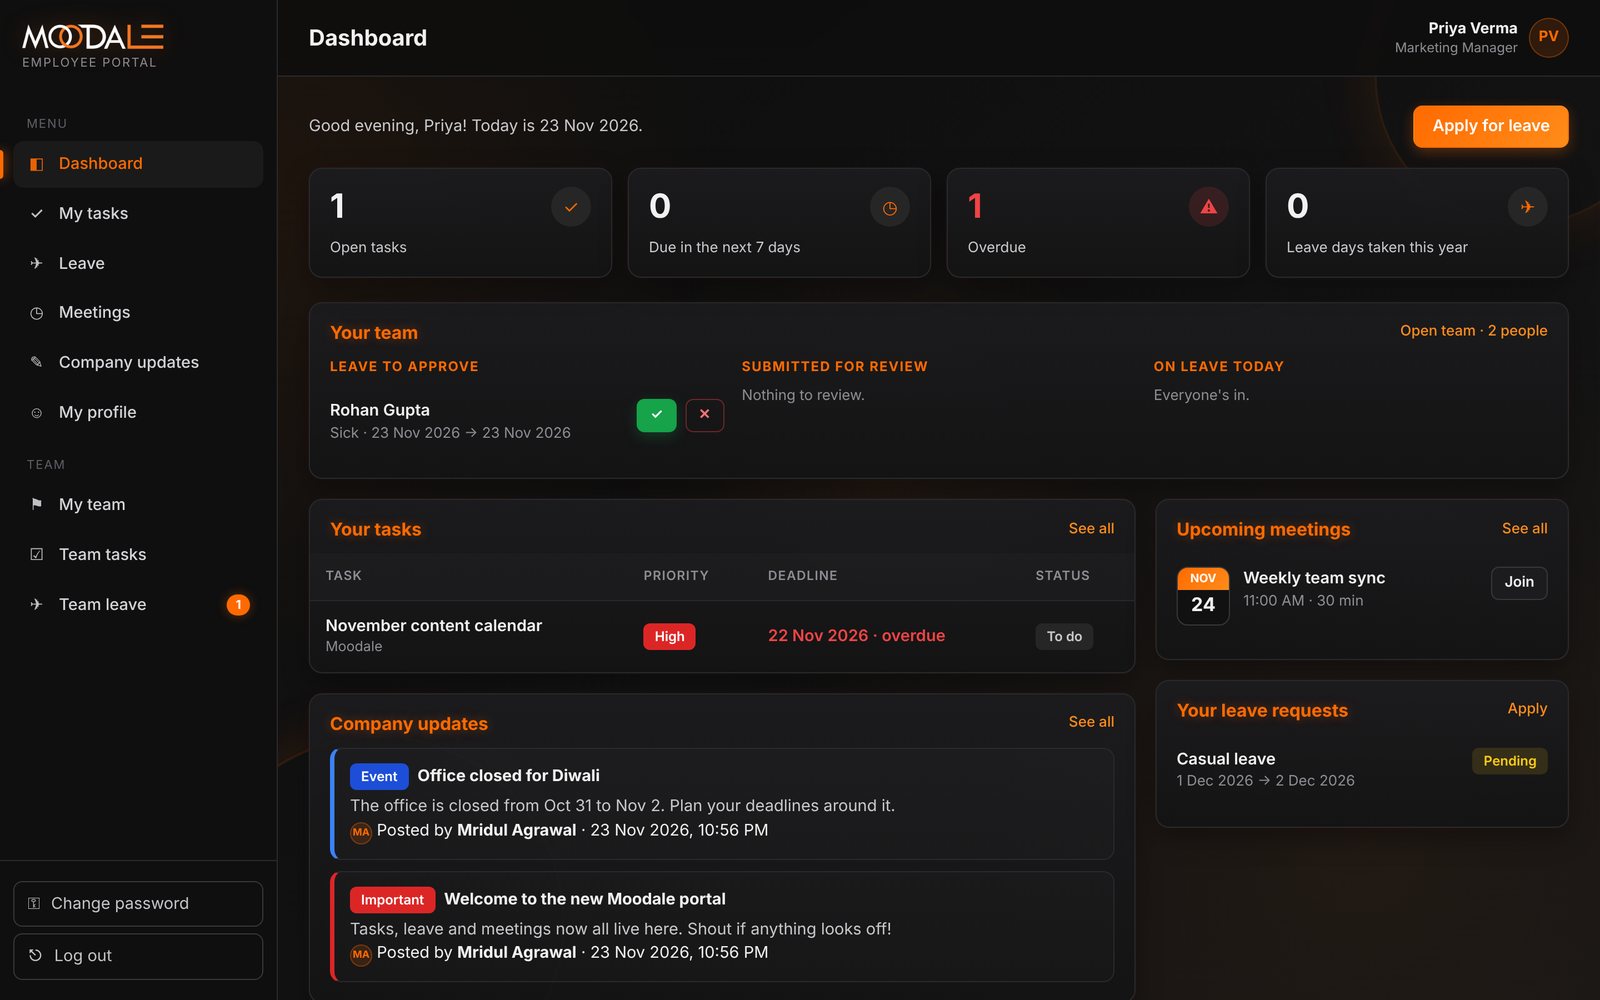 MOODALE
EMPLOYEE PORTAL
MENU
Dashboard
My tasks
Leave
Meetings
Company updates
My profile
TEAM
My team
Team tasks
Team leave 1
Change password
Log out
Dashboard
Priya Verma
Marketing Manager
PV
Good evening, Priya! Today is 23 Nov 2026.
Apply for leave
1
Open tasks
0
Due in the next 7 days
1
Overdue
0
Leave days taken this year
Your team
Open team · 2 people
LEAVE TO APPROVE
Rohan Gupta
Sick · 23 Nov 2026 → 23 Nov 2026
SUBMITTED FOR REVIEW
Nothing to review.
ON LEAVE TODAY
Everyone's in.
Your tasks
See all
TASK PRIORITY DEADLINE STATUS
November content calendar
Moodale
High
22 Nov 2026 · overdue
To do
Upcoming meetings
See all
NOV
24
Weekly team sync
11:00 AM · 30 min
Join
Your leave requests
Apply
Casual leave
1 Dec 2026 → 2 Dec 2026
Pending
Company updates
See all
Event Office closed for Diwali
The office is closed from Oct 31 to Nov 2. Plan your deadlines around it.
MA Posted by Mridul Agrawal · 23 Nov 2026, 10:56 PM
Important Welcome to the new Moodale portal
Tasks, leave and meetings now all live here. Shout if anything looks off!
MA Posted by Mridul Agrawal · 23 Nov 2026, 10:56 PM